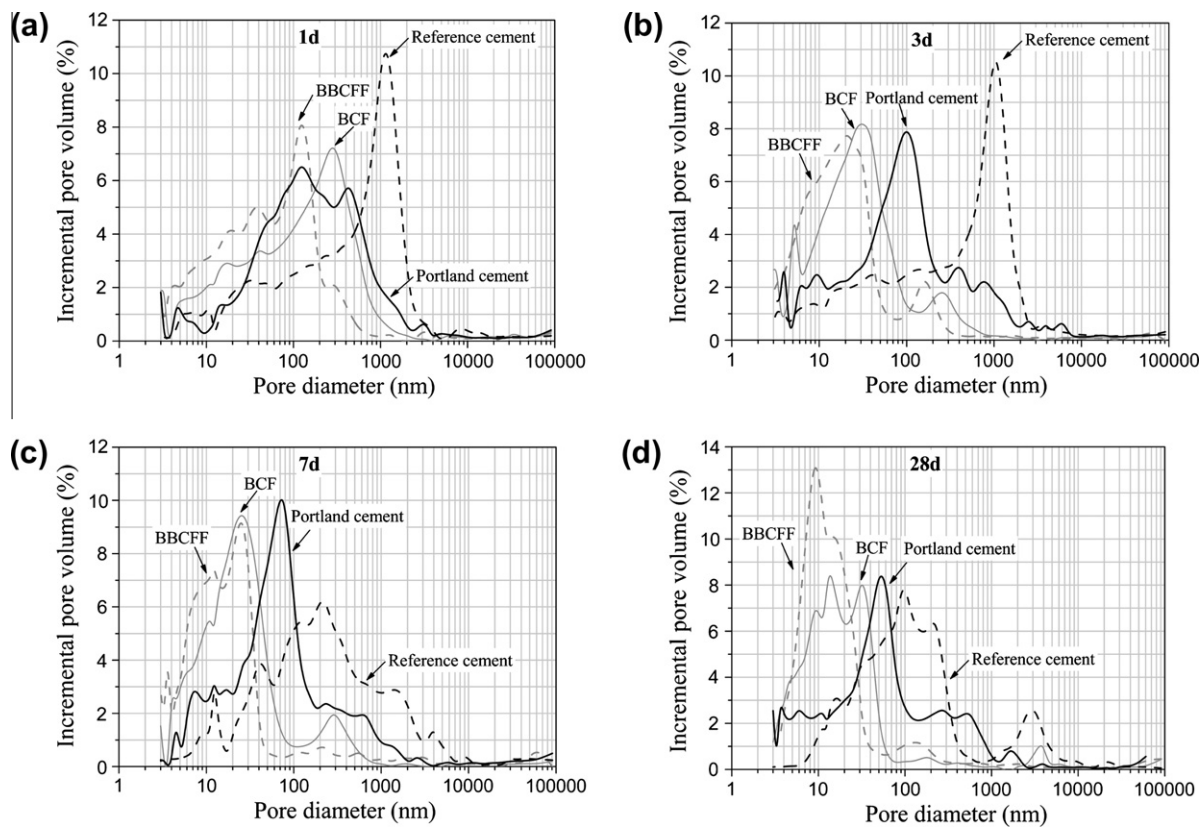 (a)
1d
Reference cement
BBCFF
BCF
Portland cement
Incremental pore volume (%)
12
10
8
6
4
2
0
1
10
100
1000
10000
100000
Pore diameter (nm)
(b)
3d
Reference cement
BCF
Portland cement
BBCFF
Incremental pore volume (%)
12
10
8
6
4
2
0
1
10
100
1000
10000
100000
Pore diameter (nm)
(c)
7d
BCF
Portland cement
BBCFF
Reference cement
Incremental pore volume (%)
12
10
8
6
4
2
0
1
10
100
1000
10000
100000
Pore diameter (nm)
(d)
28d
BBCFF
BCF
Portland cement
Reference cement
Incremental pore volume (%)
14
12
10
8
6
4
2
0
1
10
100
1000
10000
100000
Pore diameter (nm)